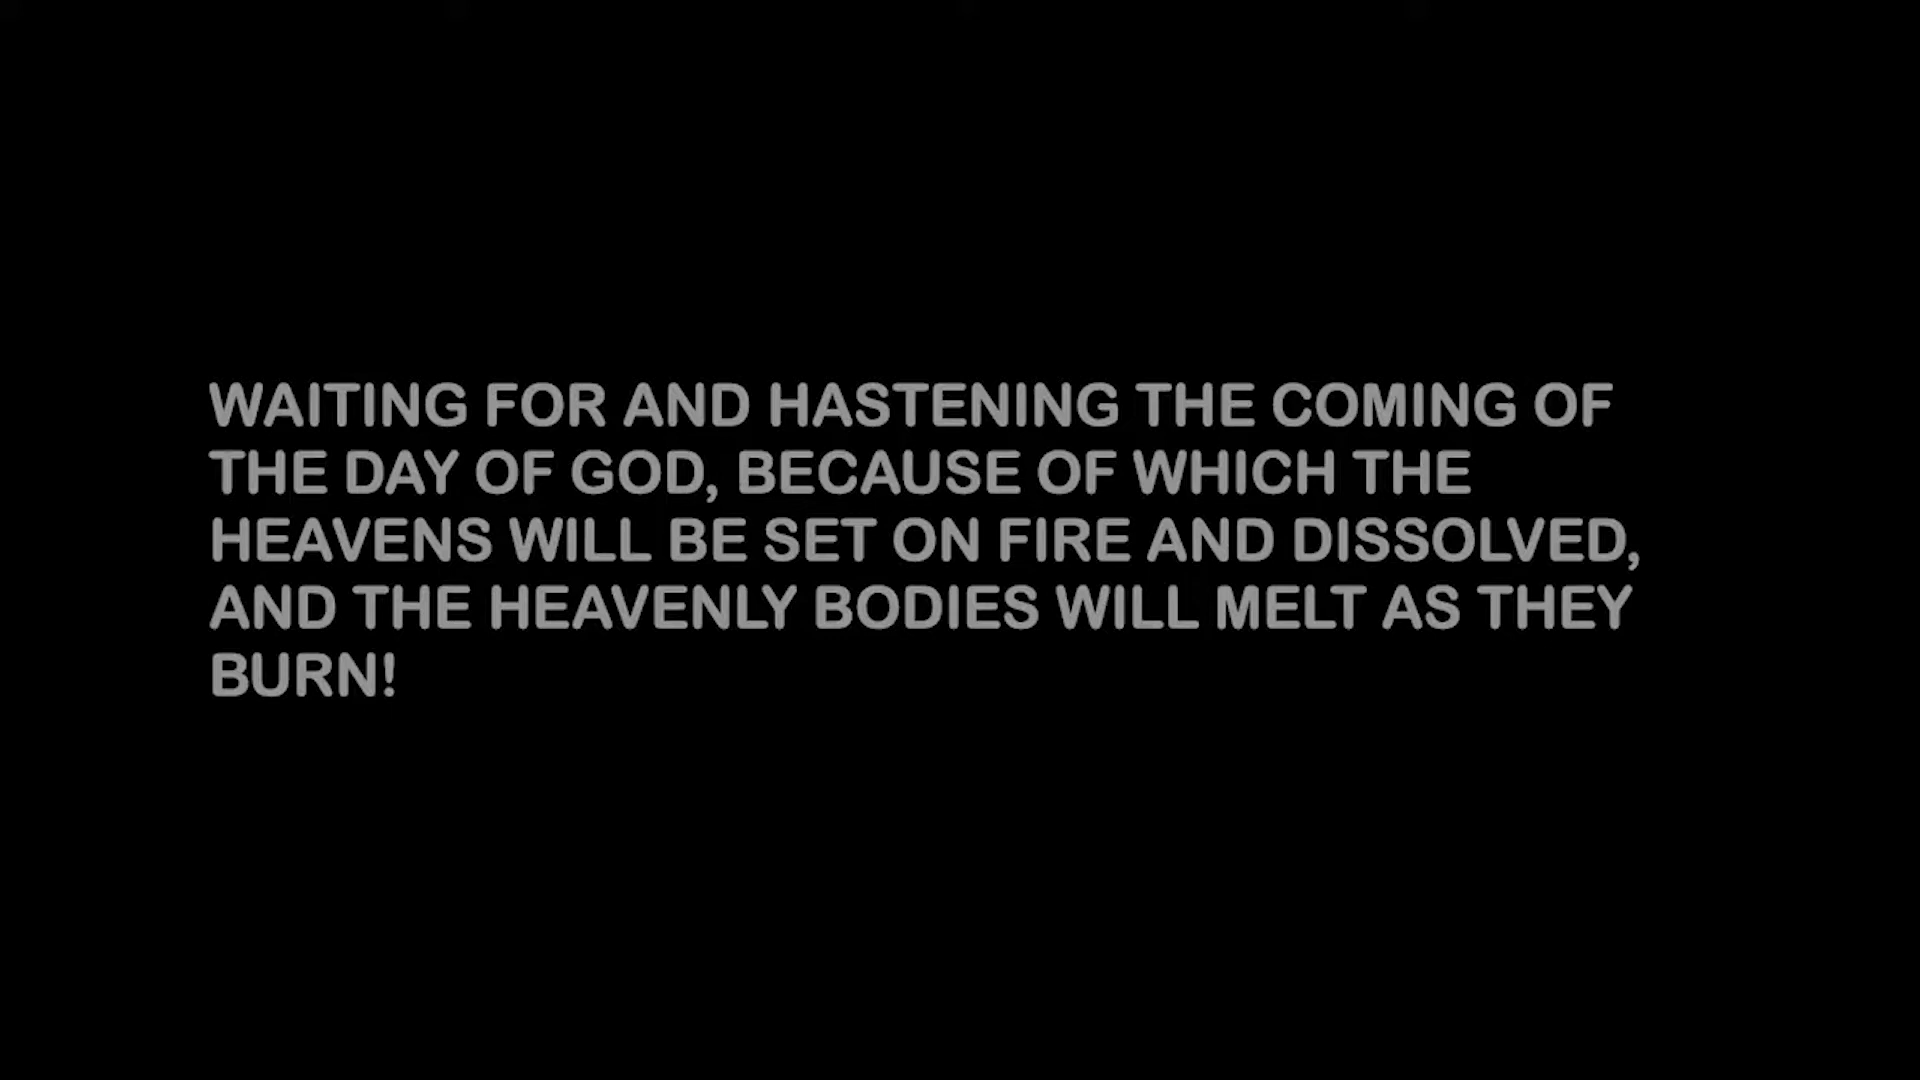 WAITING FOR AND HASTENING THE COMING OF
THE DAY OF GOD, BECAUSE OF WHICH THE
HEAVENS WILL BE SET ON FIRE AND DISSOLVED,
AND THE HEAVENLY BODIES WILL MELT AS THEY
BURN!